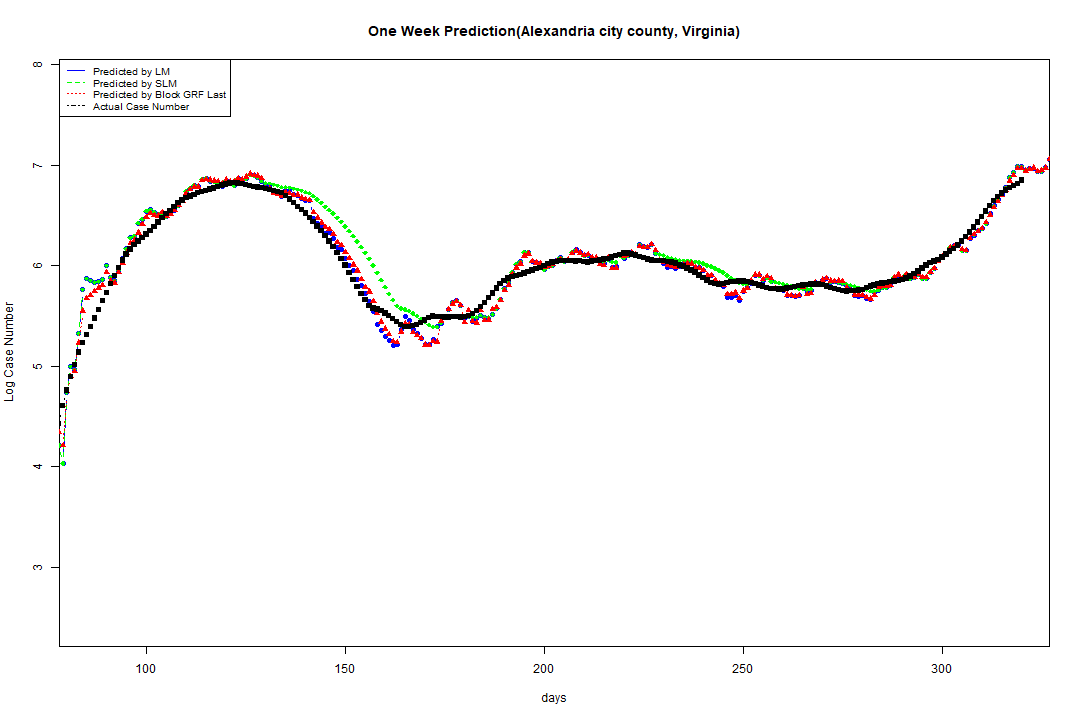 One Week Prediction(Alexandria city county, Virginia)
Predicted by LM
Predicted by SLM
Predicted by Block GRF Last
Actual Case Number
8
7
6
5
4
3
Log Case Number
100 150 200 250 300
days